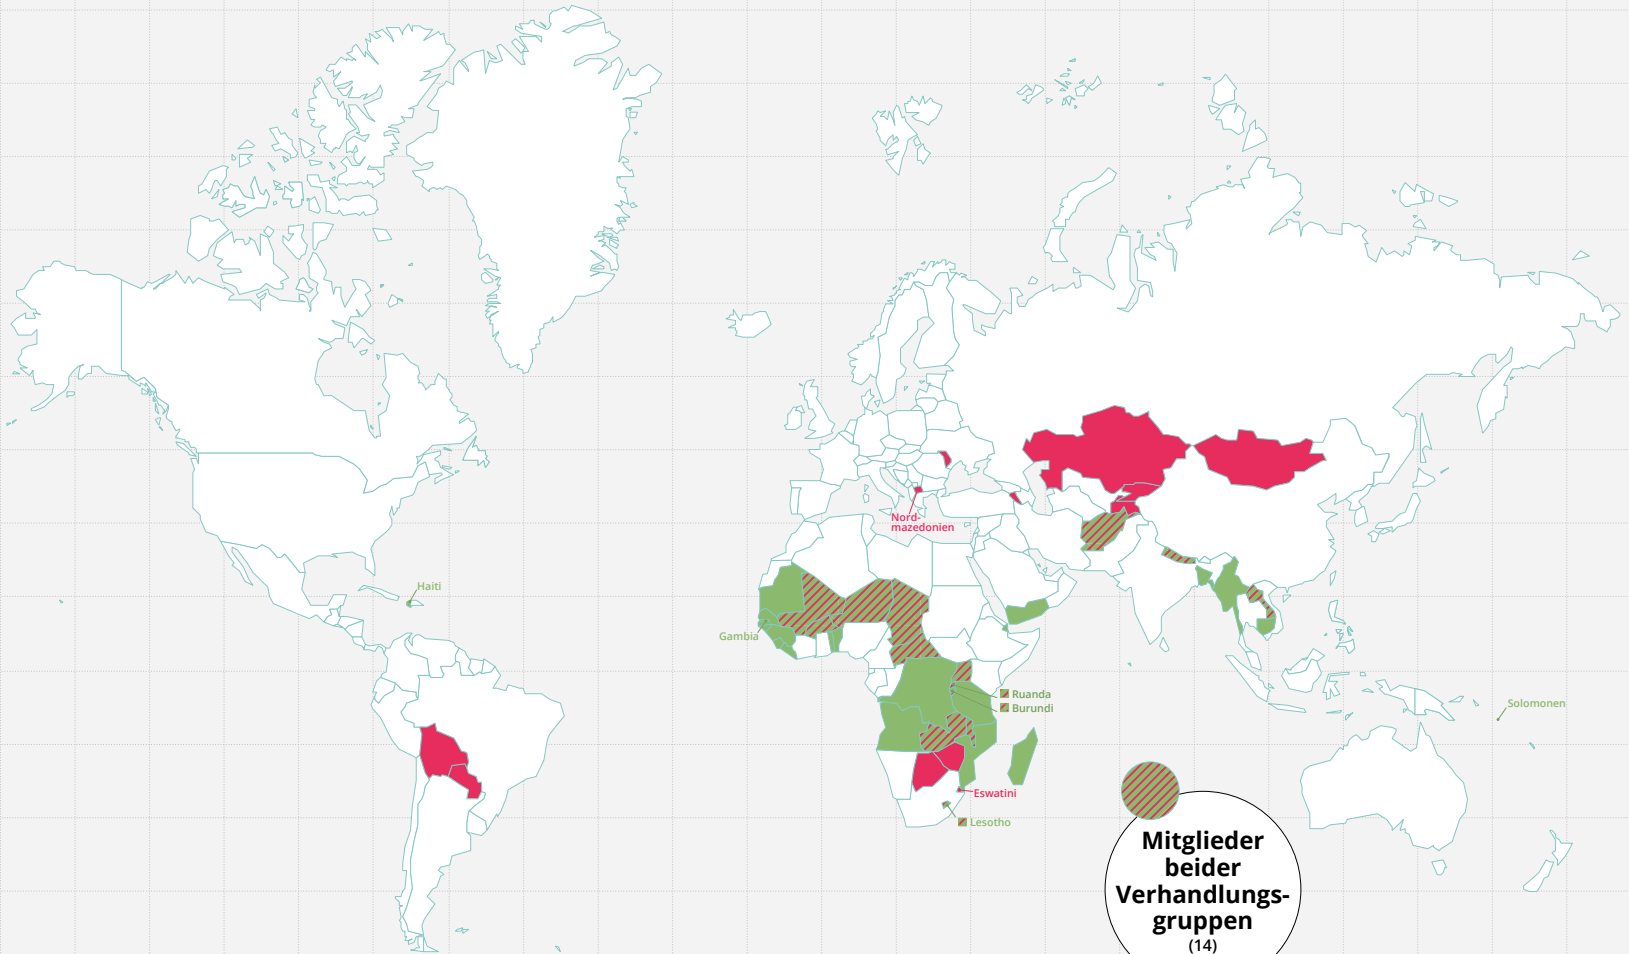 Nord-
mazedonien
Haiti
Gambia
Ruanda
Burundi
Solomonen
Eswatini
Lesotho
Mitglieder
beider
Verhandlungs-
gruppen
(14)